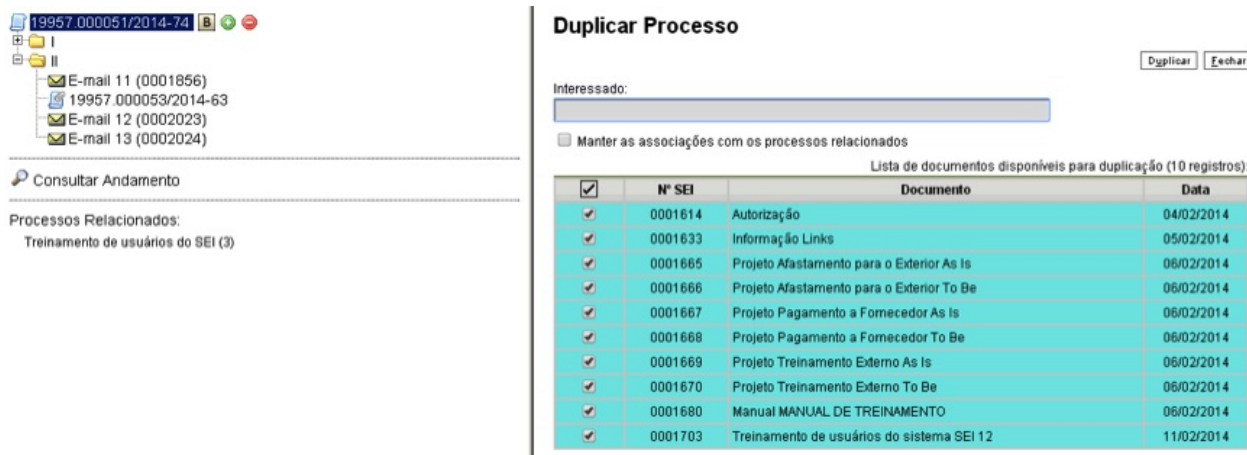 19957.000051/2014-74 B
I
II
E-mail 11 (0001856)
19957.000053/2014-63
E-mail 12 (0002023)
E-mail 13 (0002024)
Consultar Andamento
Processos Relacionados:
Treinamento de usuários do SEI (3)
Duplicar Processo
Duplicar Fechar
Interessado:
Manter as associações com os processos relacionados
Lista de documentos disponíveis para duplicação (10 registros):
N° SEI Documento Data
0001614 Autorização 04/02/2014
0001633 Informação Links 05/02/2014
0001665 Projeto Afastamento para o Exterior As Is 06/02/2014
0001666 Projeto Afastamento para o Exterior To Be 06/02/2014
0001667 Projeto Pagamento a Fornecedor As Is 06/02/2014
0001668 Projeto Pagamento a Fornecedor To Be 06/02/2014
0001669 Projeto Treinamento Externo As Is 06/02/2014
0001670 Projeto Treinamento Externo To Be 06/02/2014
0001680 Manual MANUAL DE TREINAMENTO 06/02/2014
0001703 Treinamento de usuários do sistema SEI 12 11/02/2014